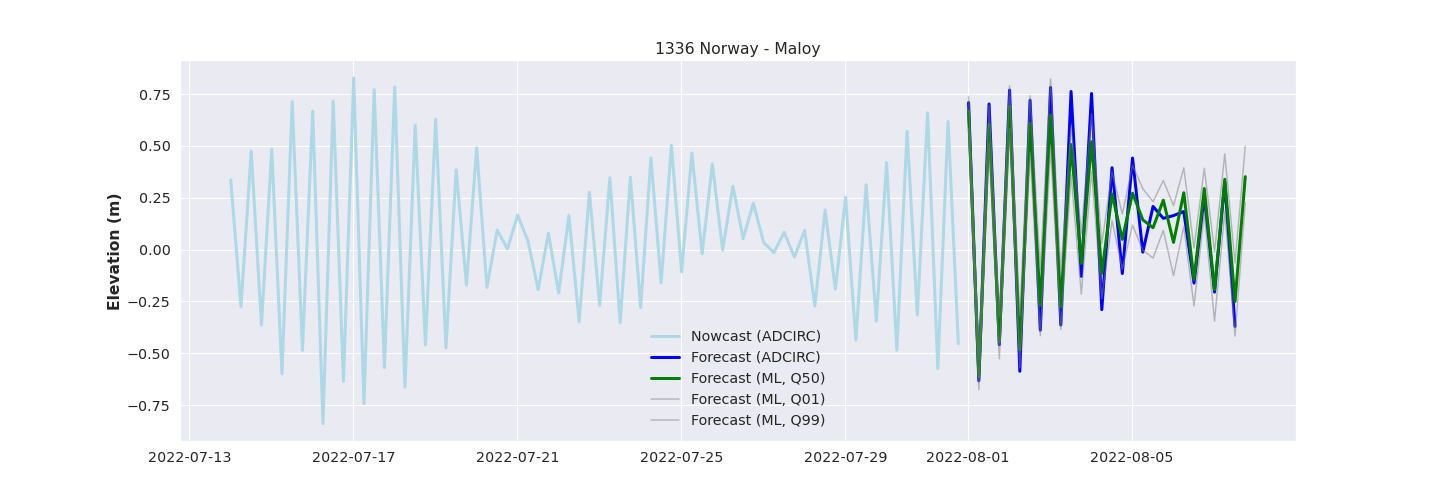 1336 Norway - Maloy
Elevation (m)
0.75
0.50
0.25
0.00
−0.25
−0.50
−0.75
Nowcast (ADCIRC)
Forecast (ADCIRC)
Forecast (ML, Q50)
Forecast (ML, Q01)
Forecast (ML, Q99)
2022-07-13 2022-07-17 2022-07-21 2022-07-25 2022-07-29 2022-08-01 2022-08-05